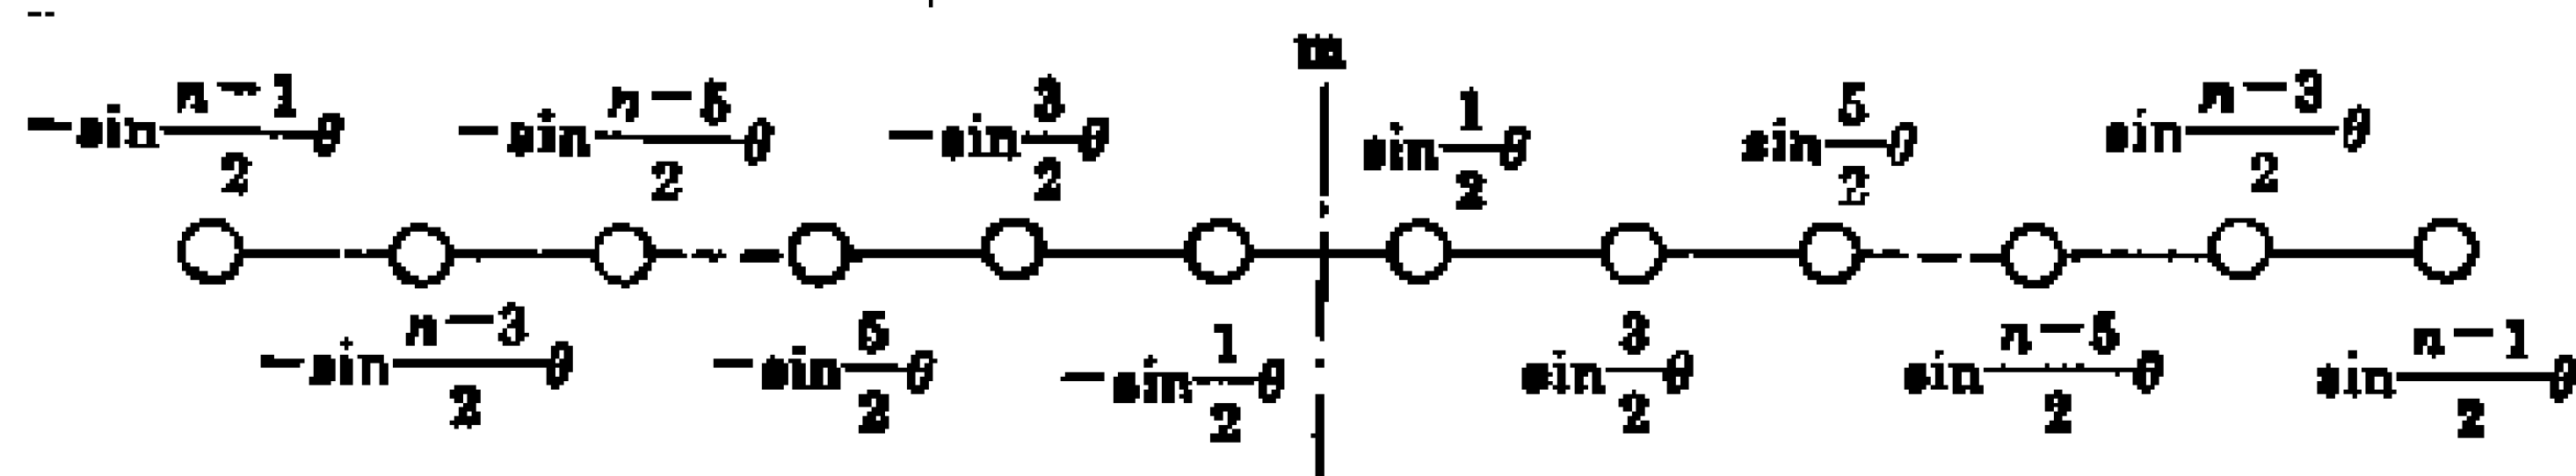 m
-sin (n-1)/2 θ -sin (n-5)/2 θ -sin 3/2 θ sin 1/2 θ sin 5/2 θ sin (n-3)/2 θ
-sin (n-3)/2 θ -sin 5/2 θ -sin 1/2 θ sin 3/2 θ sin (n-5)/2 θ sin (n-1)/2 θ